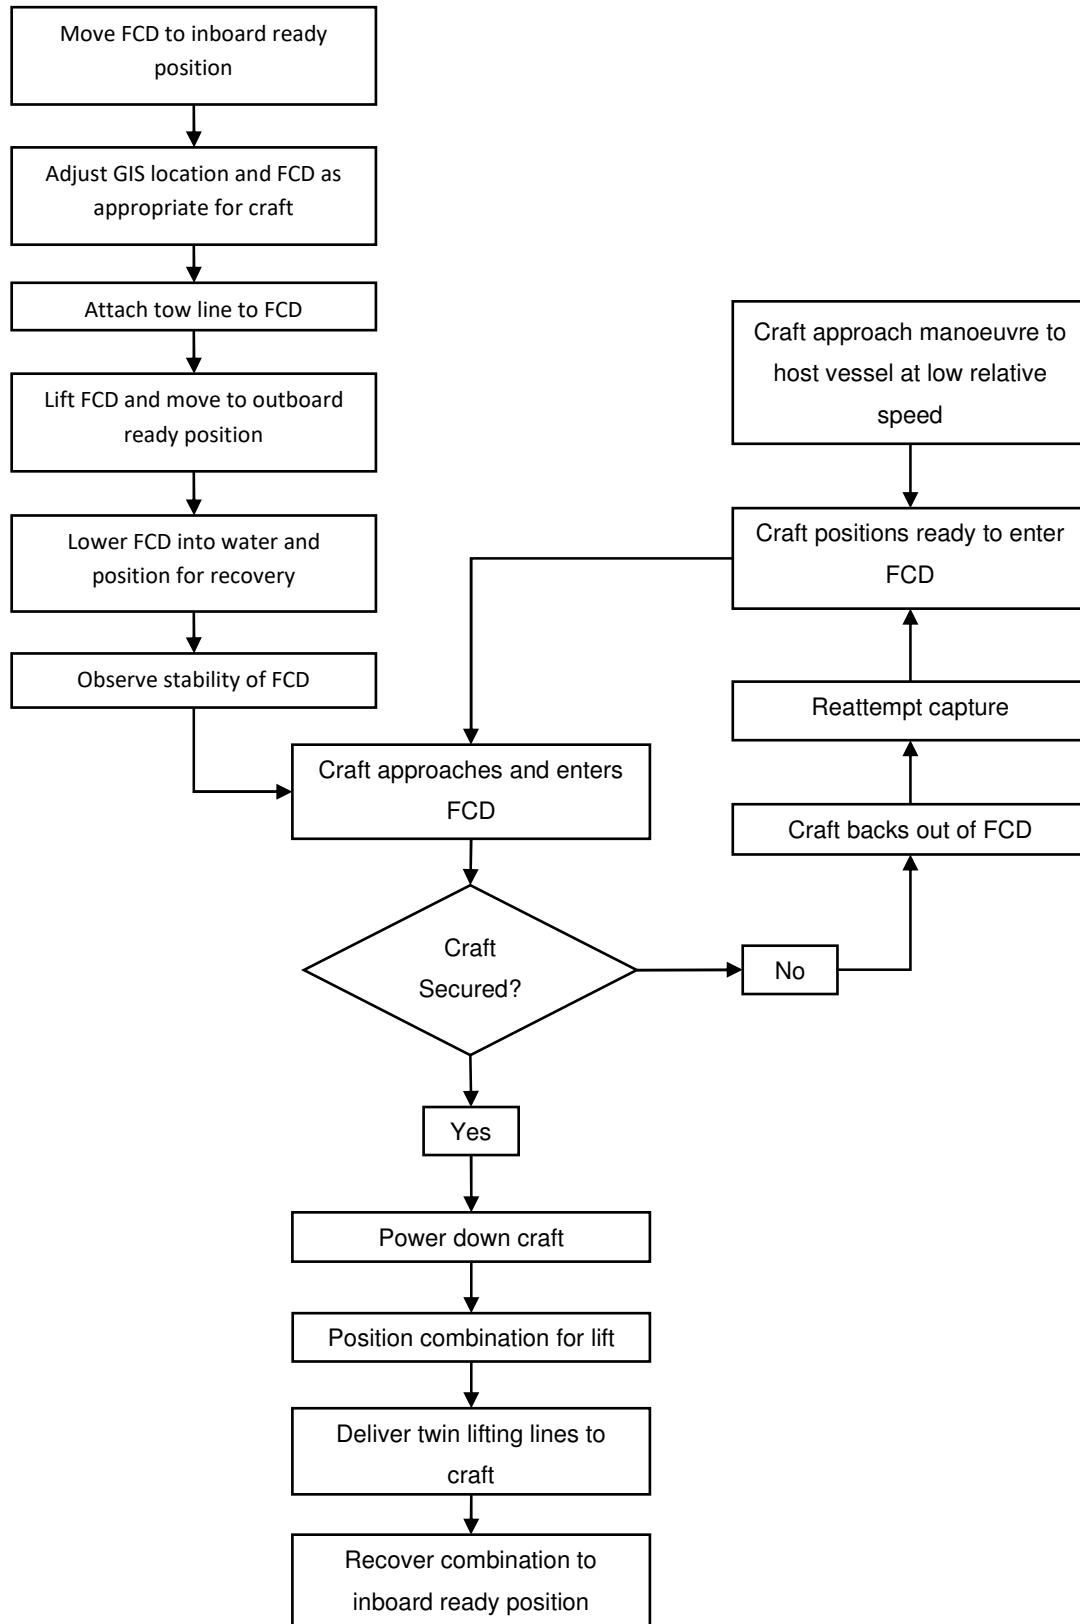 Move FCD to inboard ready
position
Adjust GIS location and FCD as
appropriate for craft
Attach tow line to FCD
Lift FCD and move to outboard
ready position
Lower FCD into water and
position for recovery
Observe stability of FCD
Craft approach manoeuvre to
host vessel at low relative
speed
Craft positions ready to enter
FCD
Reattempt capture
Craft backs out of FCD
Craft approaches and enters
FCD
Craft
Secured?
No
Yes
Power down craft
Position combination for lift
Deliver twin lifting lines to
craft
Recover combination to
inboard ready position